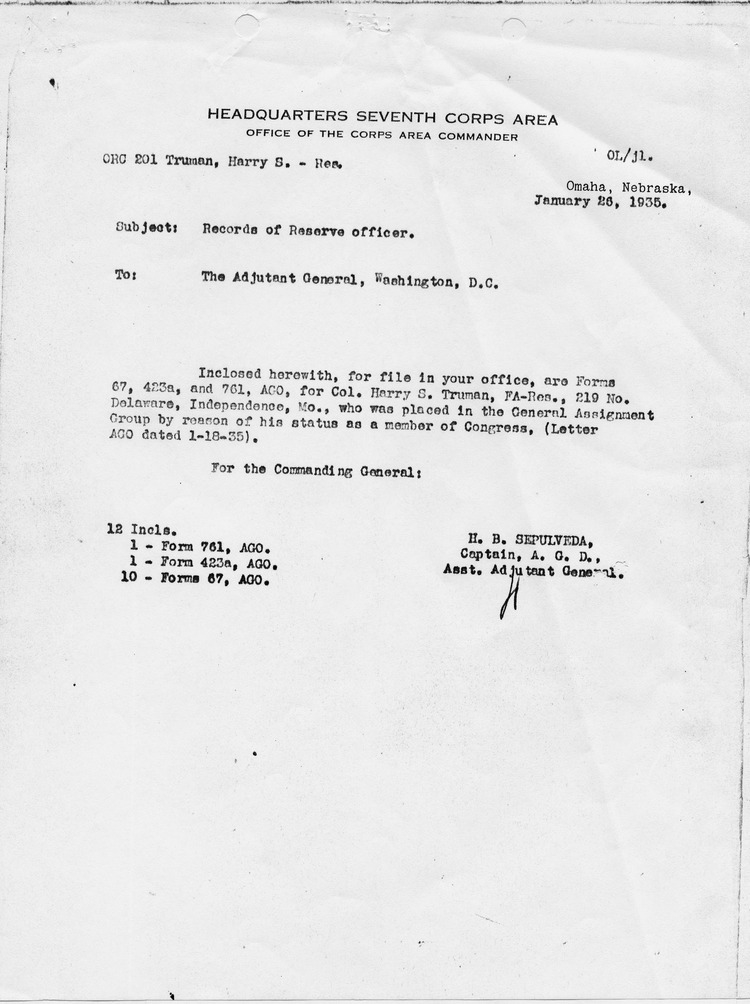 HEADQUARTERS SEVENTH CORPS AREA
OFFICE OF THE CORPS AREA COMMANDER
ORC 201 Truman, Harry S. - Res.
OL/jl.
Omaha, Nebraska,
January 26, 1935.
Subject: Records of Reserve officer.
To: The Adjutant General, Washington, D.C.
Inclosed herewith, for file in your office, are Forms
67, 423a, and 761, AGO, for Col. Harry S. Truman, FA-Res., 219 No.
Delaware, Independence, Mo., who was placed in the General Assignment
Group by reason of his status as a member of Congress, (Letter
AGO dated 1-18-35).
For the Commanding General:
12 Incls.
1 - Form 761, AGO.
1 - Form 423a, AGO.
10 - Forms 67, AGO.
H. B. SEPULVEDA,
Captain, A. G. D.,
Asst. Adjutant General.